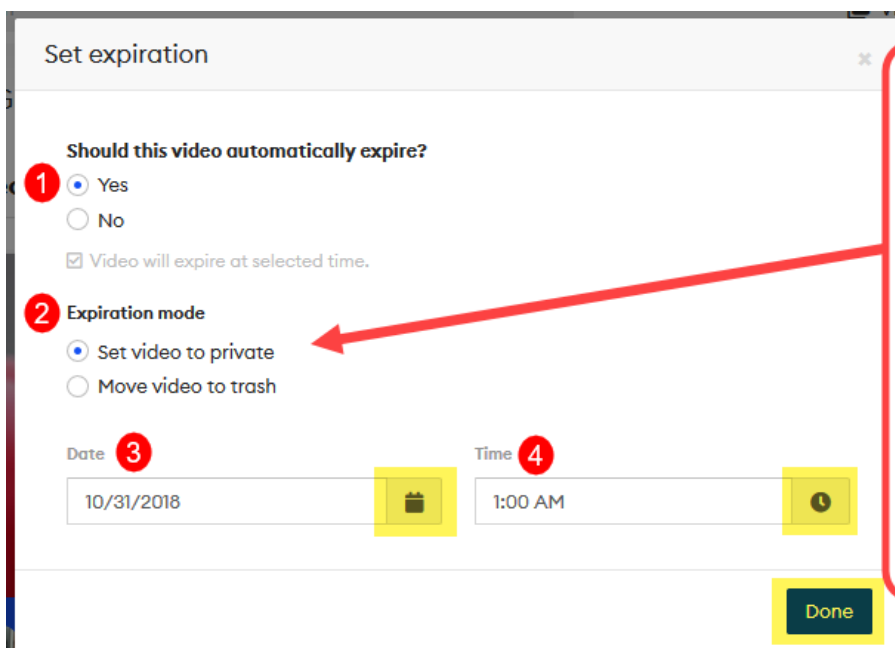 Set expiration
Should this video automatically expire?
1 Yes
No
Video will expire at selected time.
2 Expiration mode
Set video to private
Move video to trash
Date 3 Time 4
10/31/2018 1:00 AM
Done